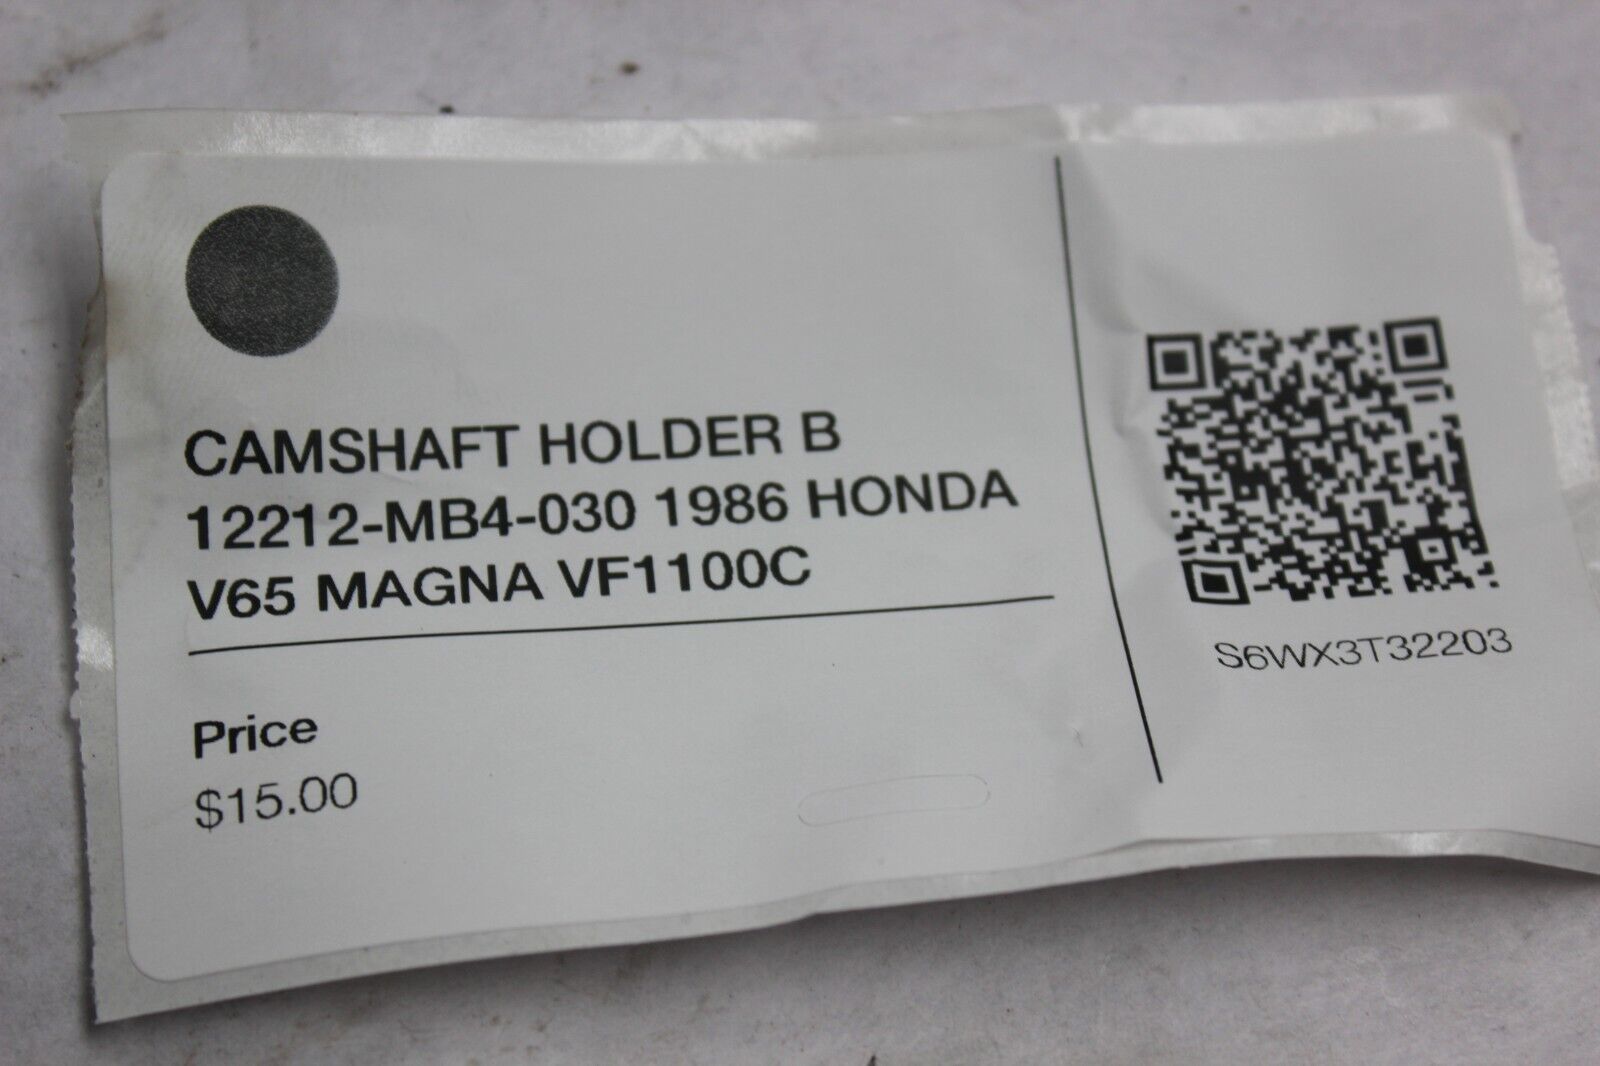 CAMSHAFT HOLDER B
12212-MB4-030 1986 HONDA
V65 MAGNA VF1100C
Price
$15.00
S6WX3T32203